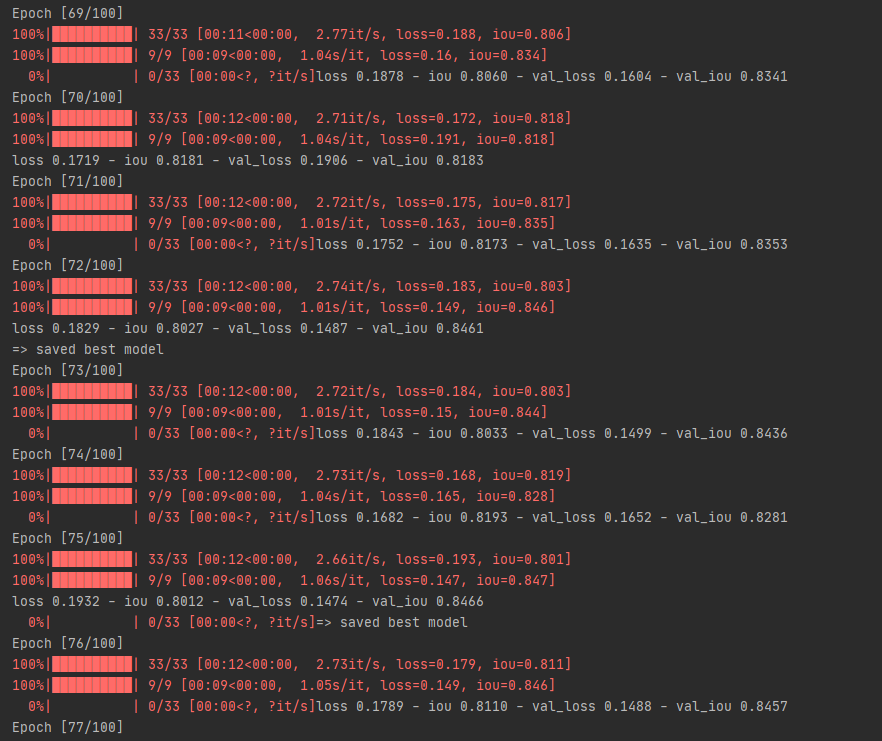 Epoch [69/100]
100%|██████████| 33/33 [00:11<00:00,  2.77it/s, loss=0.188, iou=0.806]
100%|██████████| 9/9 [00:09<00:00,  1.04s/it, loss=0.16, iou=0.834]
  0%|          | 0/33 [00:00<?, ?it/s]loss 0.1878 - iou 0.8060 - val_loss 0.1604 - val_iou 0.8341
Epoch [70/100]
100%|██████████| 33/33 [00:12<00:00,  2.71it/s, loss=0.172, iou=0.818]
100%|██████████| 9/9 [00:09<00:00,  1.04s/it, loss=0.191, iou=0.818]
loss 0.1719 - iou 0.8181 - val_loss 0.1906 - val_iou 0.8183
Epoch [71/100]
100%|██████████| 33/33 [00:12<00:00,  2.72it/s, loss=0.175, iou=0.817]
100%|██████████| 9/9 [00:09<00:00,  1.01s/it, loss=0.163, iou=0.835]
  0%|          | 0/33 [00:00<?, ?it/s]loss 0.1752 - iou 0.8173 - val_loss 0.1635 - val_iou 0.8353
Epoch [72/100]
100%|██████████| 33/33 [00:12<00:00,  2.74it/s, loss=0.183, iou=0.803]
100%|██████████| 9/9 [00:09<00:00,  1.01s/it, loss=0.149, iou=0.846]
loss 0.1829 - iou 0.8027 - val_loss 0.1487 - val_iou 0.8461
=> saved best model
Epoch [73/100]
100%|██████████| 33/33 [00:12<00:00,  2.72it/s, loss=0.184, iou=0.803]
100%|██████████| 9/9 [00:09<00:00,  1.01s/it, loss=0.15, iou=0.844]
  0%|          | 0/33 [00:00<?, ?it/s]loss 0.1843 - iou 0.8033 - val_loss 0.1499 - val_iou 0.8436
Epoch [74/100]
100%|██████████| 33/33 [00:12<00:00,  2.73it/s, loss=0.168, iou=0.819]
100%|██████████| 9/9 [00:09<00:00,  1.04s/it, loss=0.165, iou=0.828]
  0%|          | 0/33 [00:00<?, ?it/s]loss 0.1682 - iou 0.8193 - val_loss 0.1652 - val_iou 0.8281
Epoch [75/100]
100%|██████████| 33/33 [00:12<00:00,  2.66it/s, loss=0.193, iou=0.801]
100%|██████████| 9/9 [00:09<00:00,  1.06s/it, loss=0.147, iou=0.847]
loss 0.1932 - iou 0.8012 - val_loss 0.1474 - val_iou 0.8466
  0%|          | 0/33 [00:00<?, ?it/s]=> saved best model
Epoch [76/100]
100%|██████████| 33/33 [00:12<00:00,  2.73it/s, loss=0.179, iou=0.811]
100%|██████████| 9/9 [00:09<00:00,  1.05s/it, loss=0.149, iou=0.846]
  0%|          | 0/33 [00:00<?, ?it/s]loss 0.1789 - iou 0.8110 - val_loss 0.1488 - val_iou 0.8457
Epoch [77/100]